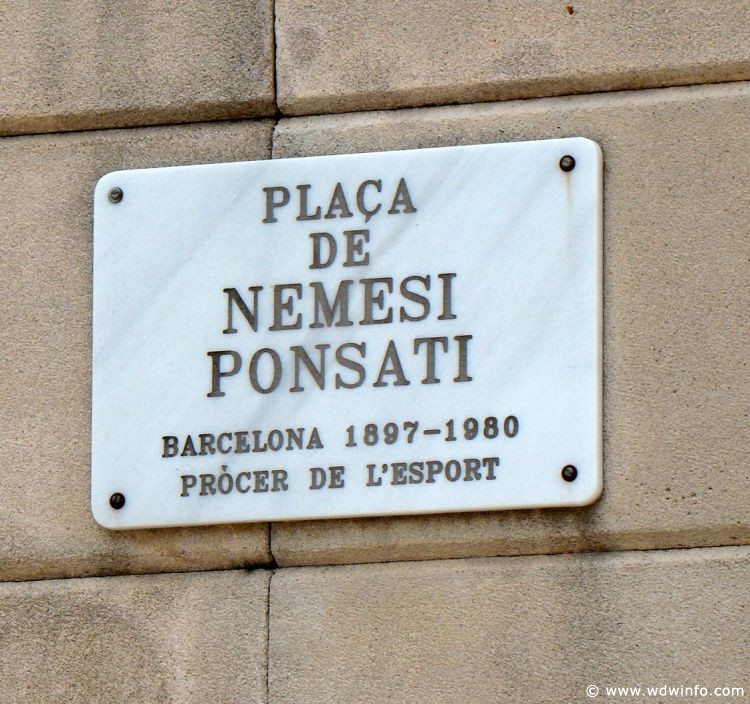 PLAÇA
DE
NEMESI
PONSATI
BARCELONA 1897-1980
PRÒCER DE L'ESPORT
© www.wdwinfo.com